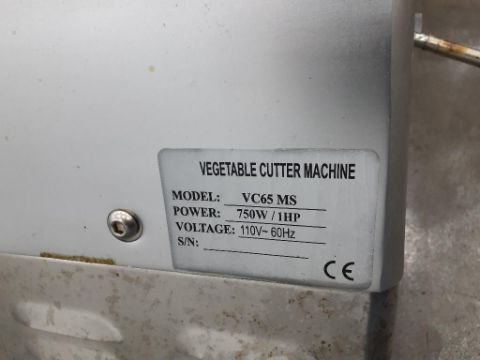 VEGETABLE CUTTER MACHINE
MODEL: VC65 MS
POWER: 750W / 1HP
VOLTAGE: 110V~ 60Hz
S/N:
CE